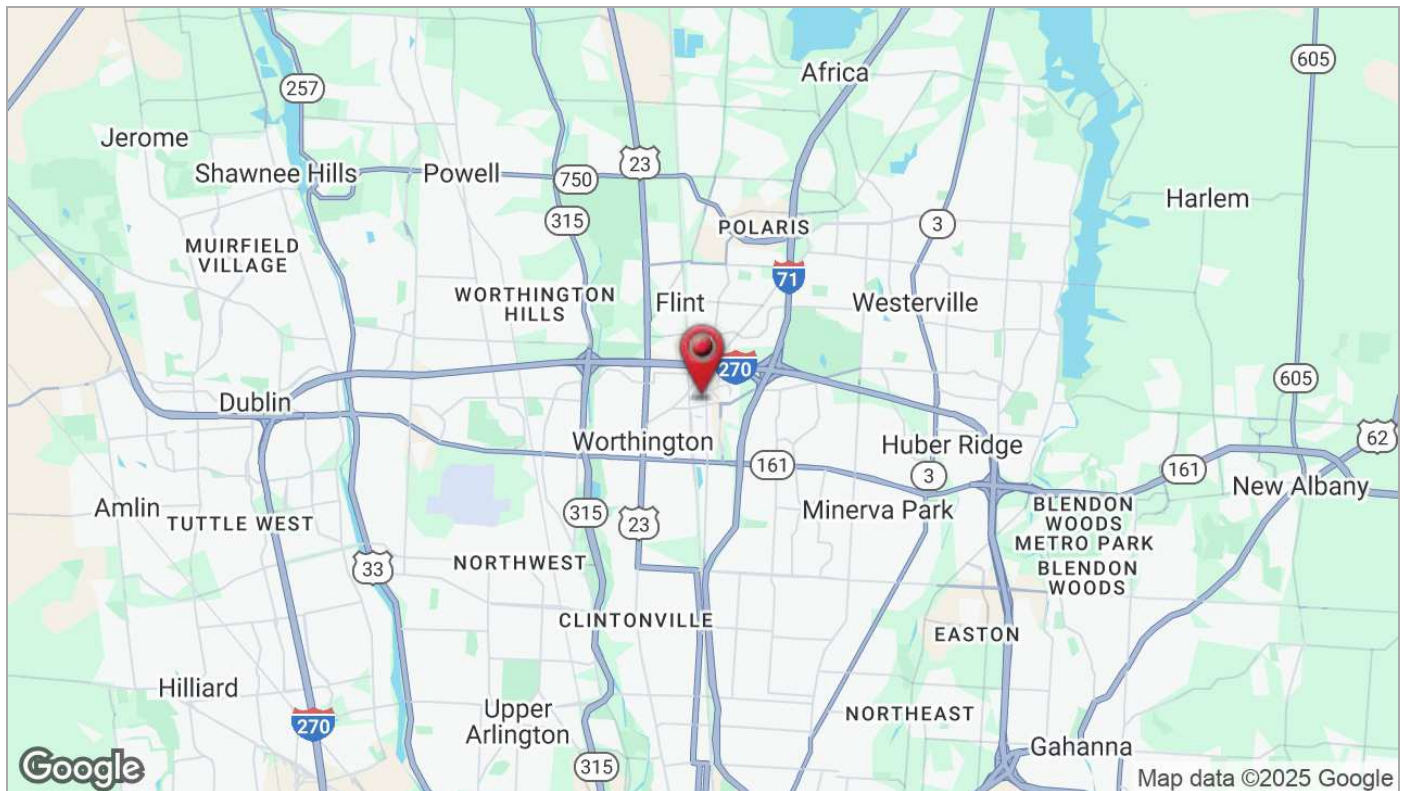 605
257
Africa
Jerome
23
Shawnee Hills
Powell
750
Harlem
315
3
POLARIS
MUIRFIELD
VILLAGE
71
WORTHINGTON
HILLS
Flint
Westerville
270
605
Dublin
Worthington
Huber Ridge
62
161
3
161
New Albany
Amlin
TUTTLE WEST
315
23
Minerva Park
BLENDON
WOODS
METRO PARK
BLENDON
WOODS
33
NORTHWEST
CLINTONVILLE
EASTON
Hilliard
Upper
Arlington
270
NORTHEAST
Gahanna
315
Google
Map data ©2025 Google